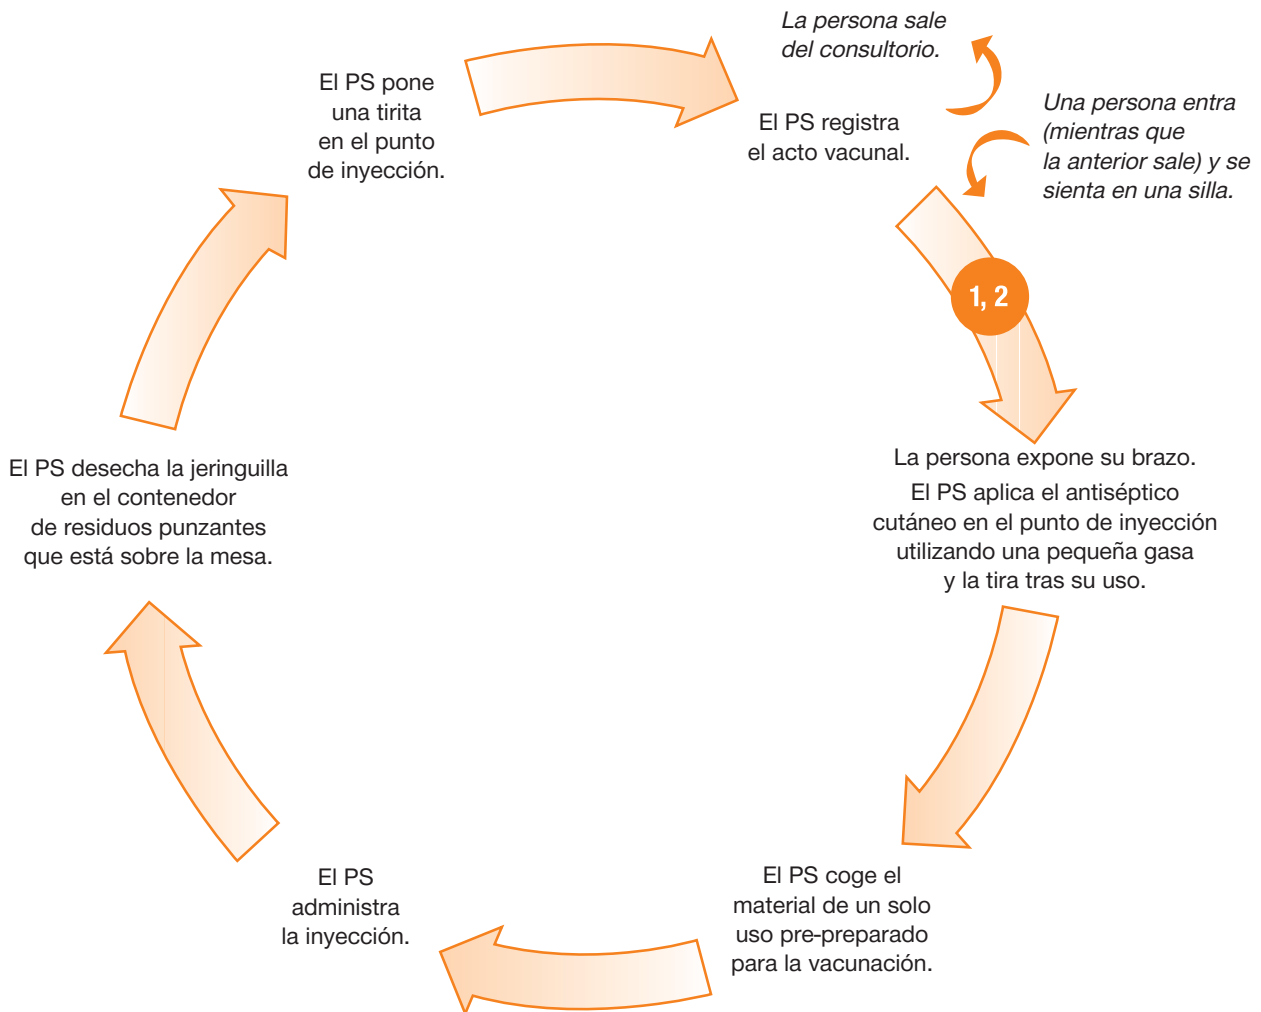 La persona sale
del consultorio.
El PS pone
una tirita
en el punto
de inyección.
El PS registra
el acto vacunal.
Una persona entra
(mientras que
la anterior sale) y se
sienta en una silla.
1, 2
La persona expone su brazo.
El PS aplica el antiséptico
cutáneo en el punto de inyección
utilizando una pequeña gasa
y la tira tras su uso.
El PS desecha la jeringuilla
en el contenedor
de residuos punzantes
que está sobre la mesa.
El PS coge el
material de un solo
uso pre-preparado
para la vacunación.
El PS
administra
la inyección.